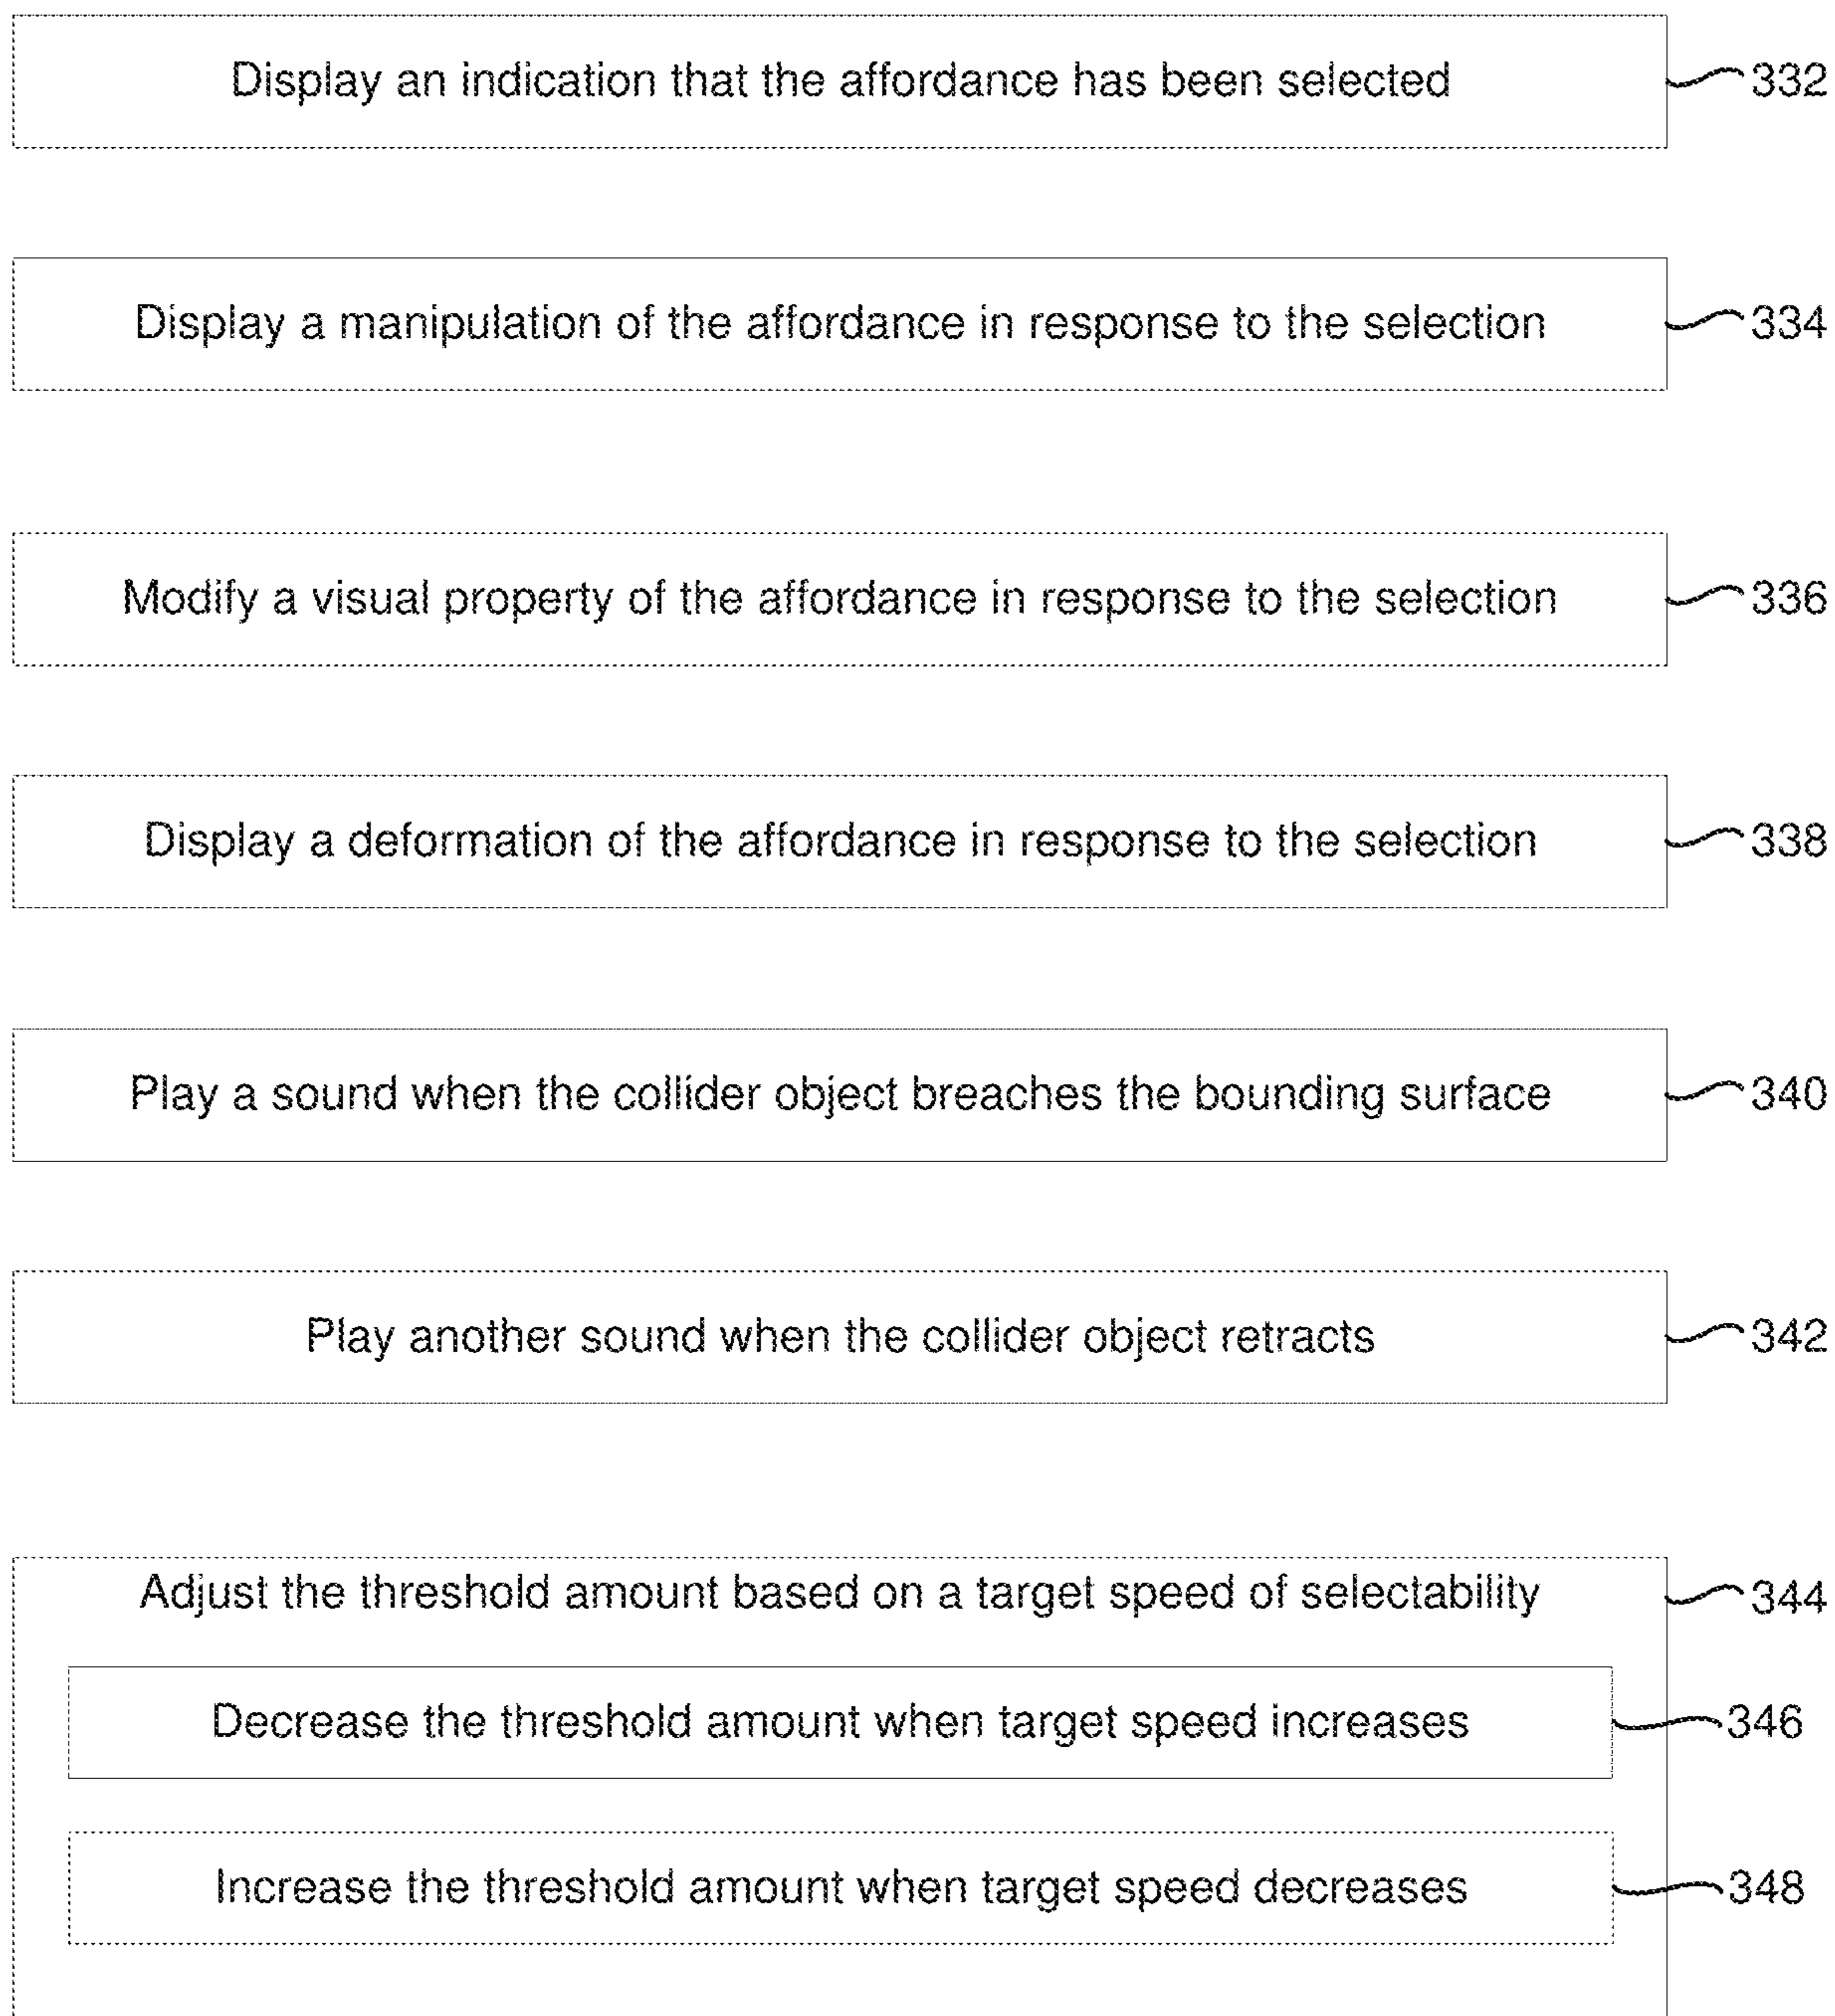 Display an indication that the affordance has been selected
332
Display a manipulation of the affordance in response to the selection
334
Modify a visual property of the affordance in response to the selection
336
Display a deformation of the affordance in response to the selection
338
Play a sound when the collider object breaches the bounding surface
340
Play another sound when the collider object retracts
342
Adjust the threshold amount based on a target speed of selectability
344
Decrease the threshold amount when target speed increases
346
Increase the threshold amount when target speed decreases
348